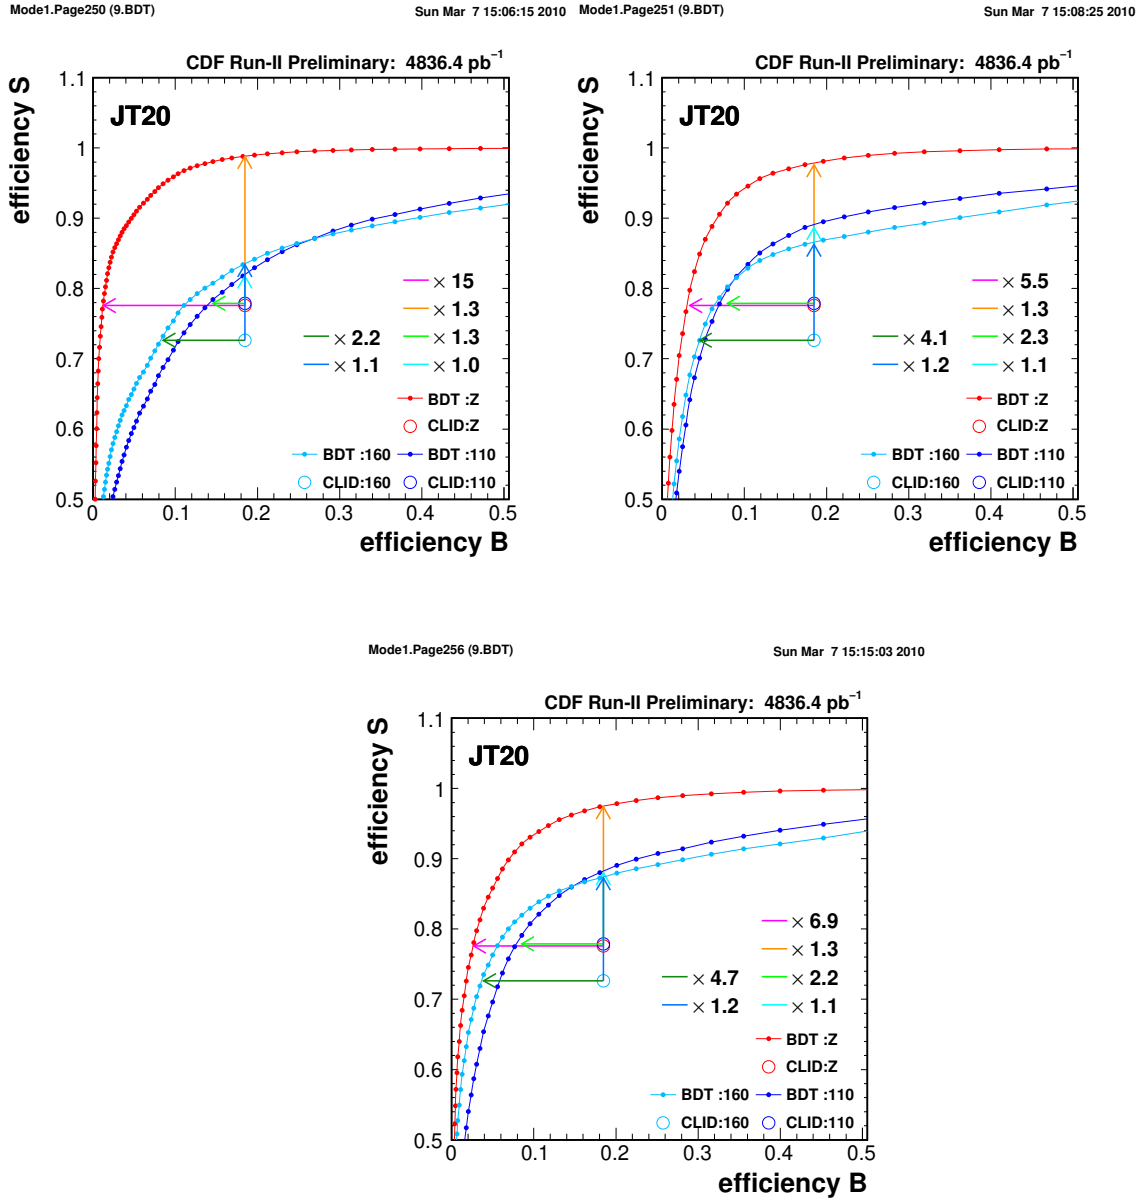 Mode1.Page250 (9.BDT) Sun Mar 7 15:06:15 2010
CDF Run-II Preliminary: 4836.4 pb⁻¹
efficiency S
1.1
1
0.9
0.8
0.7
0.6
0.5
JT20
× 15
× 1.3
× 2.2 × 1.3
× 1.1 × 1.0
BDT :Z
CLID:Z
BDT :160 BDT :110
CLID:160 CLID:110
0 0.1 0.2 0.3 0.4 0.5
efficiency B
Mode1.Page251 (9.BDT) Sun Mar 7 15:08:25 2010
CDF Run-II Preliminary: 4836.4 pb⁻¹
efficiency S
1.1
1
0.9
0.8
0.7
0.6
0.5
JT20
× 5.5
× 1.3
× 4.1 × 2.3
× 1.2 × 1.1
BDT :Z
CLID:Z
BDT :160 BDT :110
CLID:160 CLID:110
0 0.1 0.2 0.3 0.4 0.5
efficiency B
Mode1.Page256 (9.BDT) Sun Mar 7 15:15:03 2010
CDF Run-II Preliminary: 4836.4 pb⁻¹
efficiency S
1.1
1
0.9
0.8
0.7
0.6
0.5
JT20
× 6.9
× 1.3
× 4.7 × 2.2
× 1.2 × 1.1
BDT :Z
CLID:Z
BDT :160 BDT :110
CLID:160 CLID:110
0 0.1 0.2 0.3 0.4 0.5
efficiency B